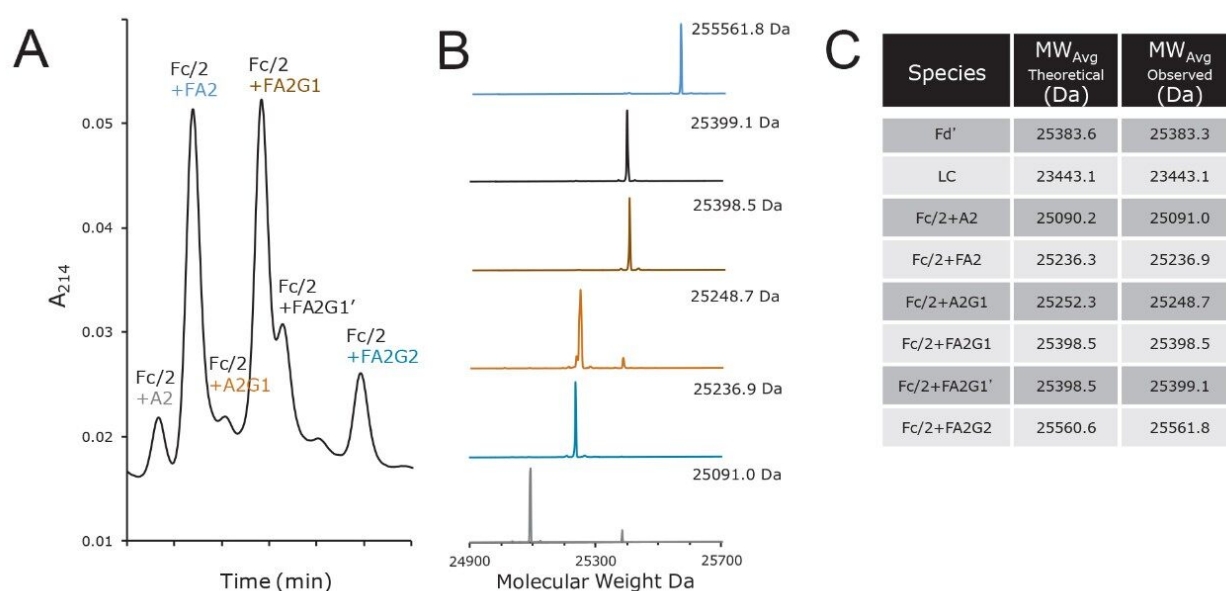 A
A₂₁₄
0.05
0.04
0.03
0.02
0.01
Fc/2
+FA2
Fc/2
+FA2G1
Fc/2
+FA2G1′
Fc/2
+A2
Fc/2
+A2G1
Fc/2
+FA2G2
Time (min)
B
255561.8 Da
25399.1 Da
25398.5 Da
25248.7 Da
25236.9 Da
25091.0 Da
24900 25300 25700
Molecular Weight Da
C
Species MWAvg Theoretical (Da) MWAvg Observed (Da)
Fd’ 25383.6 25383.3
LC 23443.1 23443.1
Fc/2+A2 25090.2 25091.0
Fc/2+FA2 25236.3 25236.9
Fc/2+A2G1 25252.3 25248.7
Fc/2+FA2G1 25398.5 25398.5
Fc/2+FA2G1’ 25398.5 25399.1
Fc/2+FA2G2 25560.6 25561.8